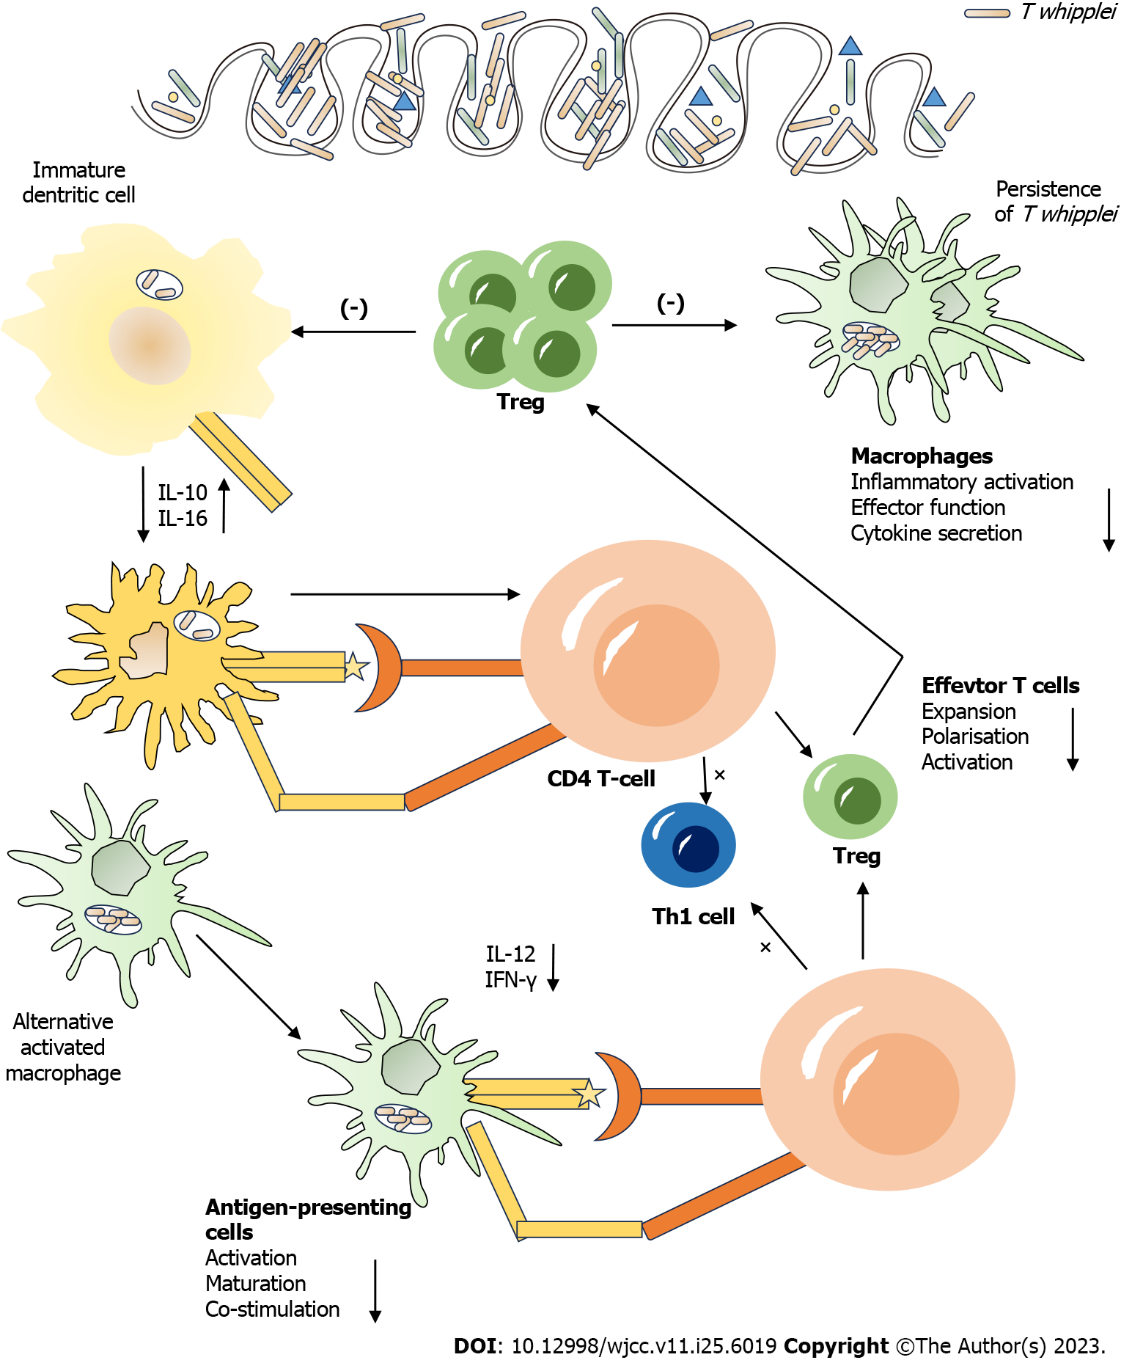 T whipplei
Immature
dentritic cell
Persistence
of T whipplei
(-)
(-)
Treg
Macrophages
Inflammatory activation
Effector function
Cytokine secretion
IL-10
IL-16
Effevtor T cells
Expansion
Polarisation
Activation
CD4 T-cell
×
Treg
Th1 cell
×
IL-12
IFN-γ
Alternative
activated
macrophage
Antigen-presenting
cells
Activation
Maturation
Co-stimulation
DOI: 10.12998/wjcc.v11.i25.6019 Copyright ©The Author(s) 2023.